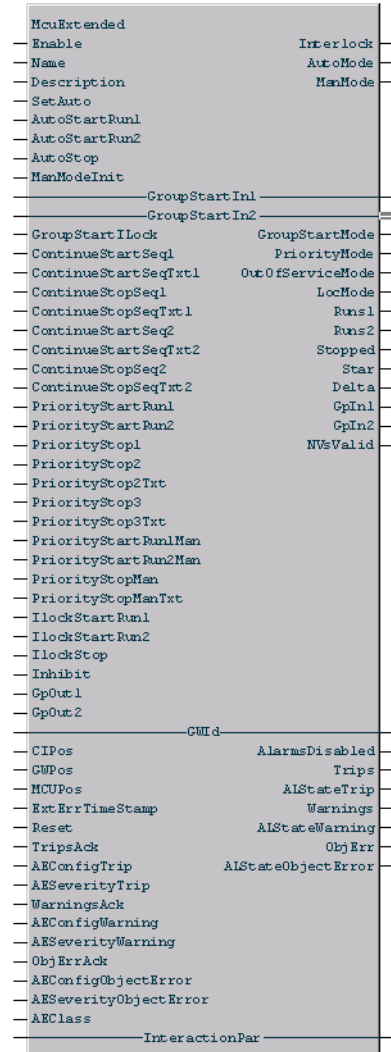 McuExtended
Enable Interlock
Name AutoMode
Description ManMode
SetAuto
AutoStartRun1
AutoStartRun2
AutoStop
ManModeInit
GroupStartIn1
GroupStartIn2
GroupStartILock GroupStartMode
ContinueStartSeq1 PriorityMode
ContinueStartSeqTxt1 OutOfServiceMode
ContinueStopSeq1 LocMode
ContinueStopSeqTxt1 Runs1
ContinueStartSeq2 Runs2
ContinueStartSeqTxt2 Stopped
ContinueStopSeq2 Star
ContinueStopSeqTxt2 Delta
PriorityStartRun1 GpIn1
PriorityStartRun2 GpIn2
PriorityStop1 NVsValid
PriorityStop2
PriorityStop2Txt
PriorityStop3
PriorityStop3Txt
PriorityStartRun1Man
PriorityStartRun2Man
PriorityStopMan
PriorityStopManTxt
IlockStartRun1
IlockStartRun2
IlockStop
Inhibit
GpOut1
GpOut2
GWId
CIPos AlarmsDisabled
GWPos Trips
MCUPos AlStateTrip
ExtErrTimeStamp Warnings
Reset AlStateWarning
TripsAck ObjErr
AEConfigTrip AlStateObjectError
AESeverityTrip
WarningsAck
AEConfigWarning
AESeverityWarning
ObjErrAck
AEConfigObjectError
AESeverityObjectError
AEClass
InteractionPar